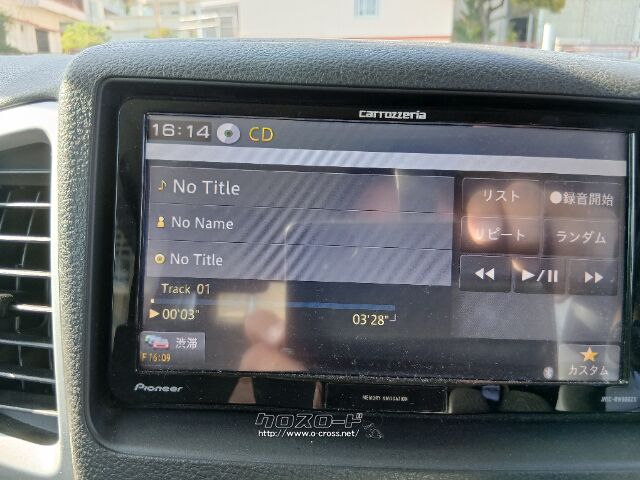 carrozzeria
16:14 CD
No Title
No Name
No Title
Track 01
▶00'03" 03'28"
リスト ●録音開始
リピート ランダム
◀◀ ▶/II ▶▶
渋滞
F 16:09
★
カスタム
Pioneer
MEMORY NAVIGATION
クロスロード
http://www.o-cross.net/